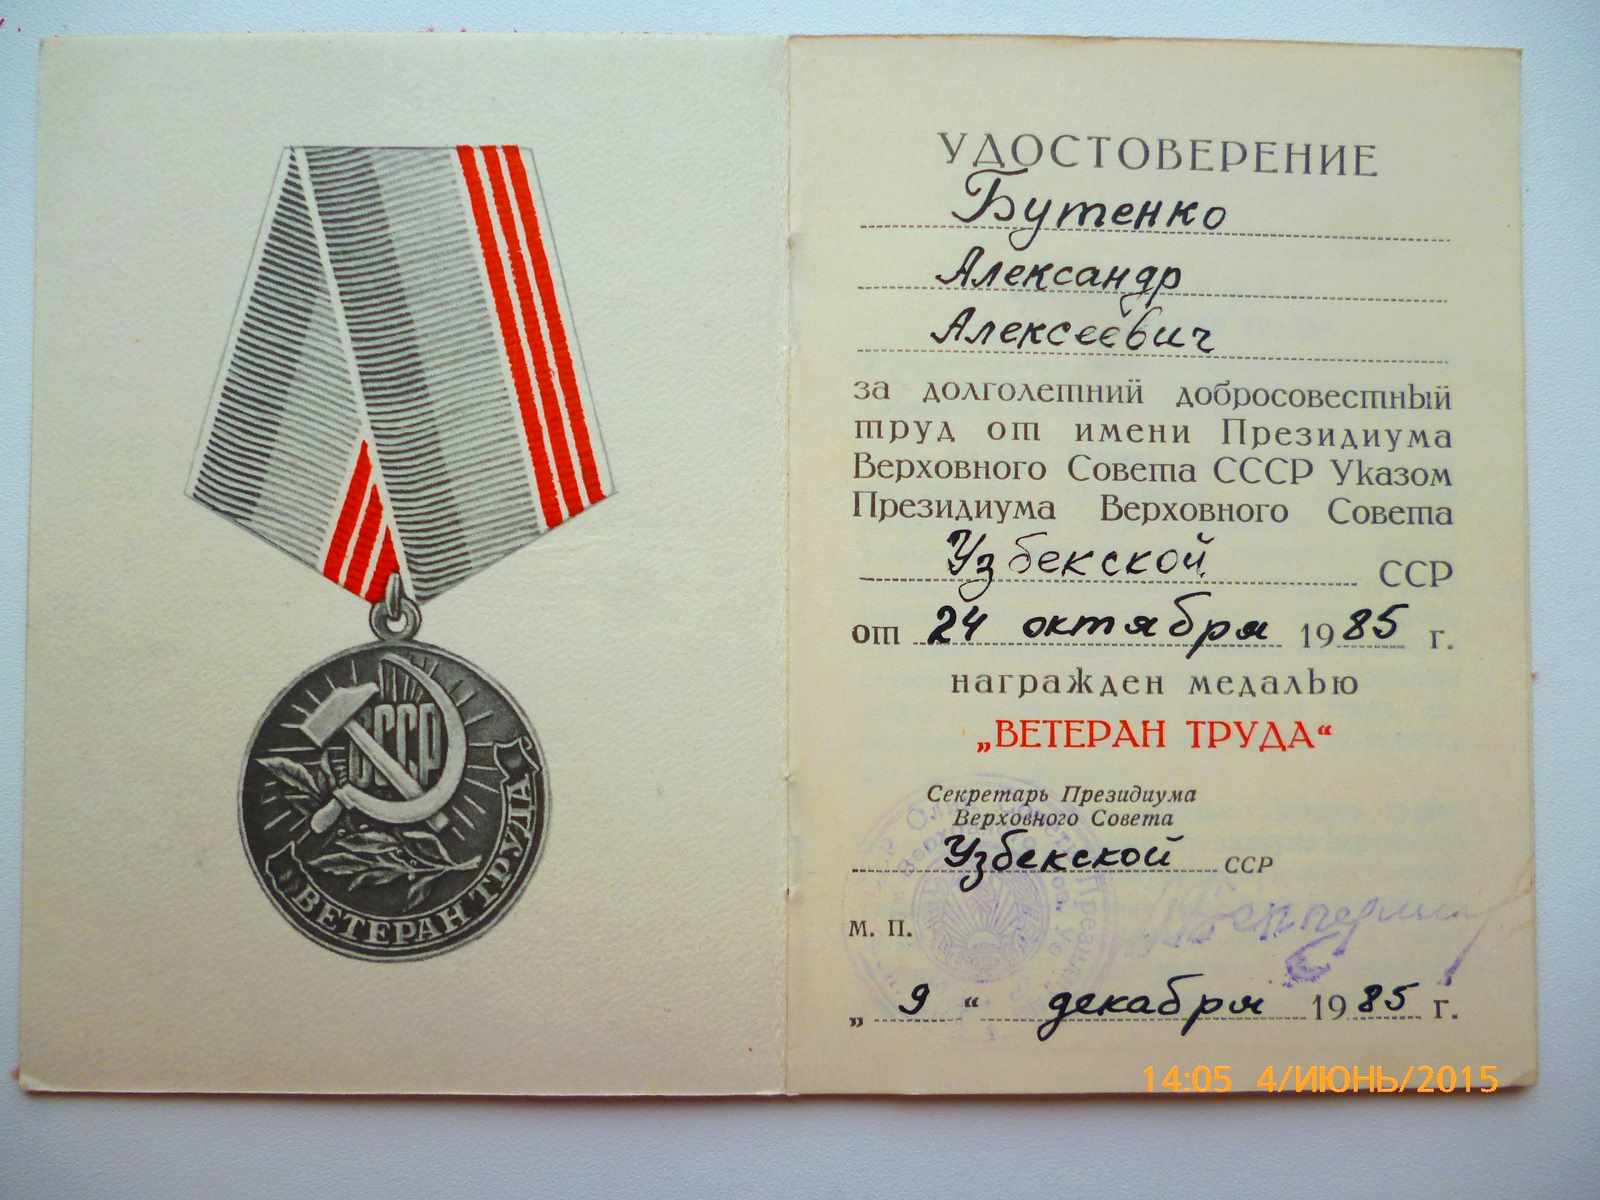 СССР
ВЕТЕРАН ТРУДА
УДОСТОВЕРЕНИЕ
Бутенко
Александр
Алексеевич
за долголетний добросовестный
труд от имени Президиума
Верховного Совета СССР Указом
Президиума Верховного Совета
Узбекской ССР
от 24 октября 1985 г.
награжден медалью
„ВЕТЕРАН ТРУДА“
Секретарь Президиума
Верховного Совета
Узбекской ССР
М. П.
„ 9 “ декабря 1985 г.
14:05 4/ИЮНЬ/2015